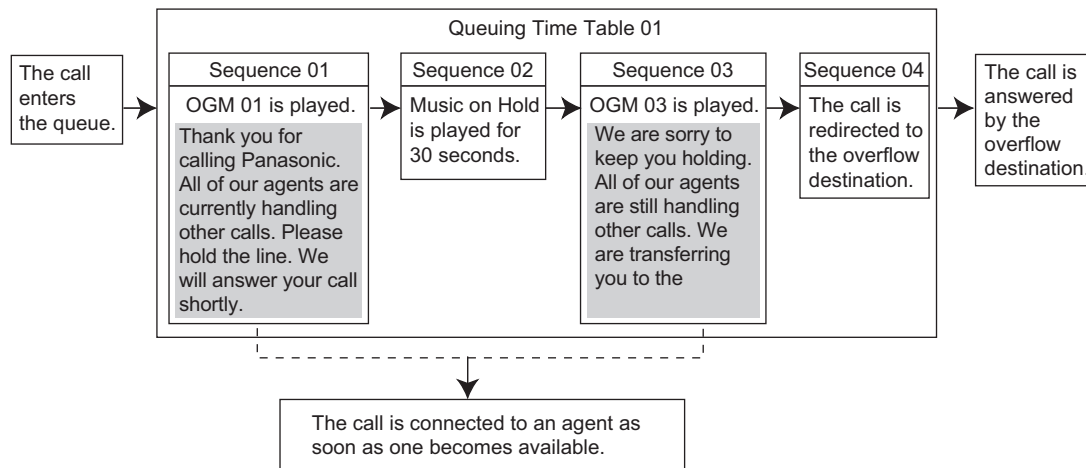 Queuing Time Table 01
The call
enters
the queue.
Sequence 01
OGM 01 is played.
Thank you for
calling Panasonic.
All of our agents are
currently handling
other calls. Please
hold the line. We
will answer your call
shortly.
Sequence 02
Music on Hold
is played for
30 seconds.
Sequence 03
OGM 03 is played.
We are sorry to
keep you holding.
All of our agents
are still handling
other calls. We
are transferring
you to the
Sequence 04
The call is
redirected to
the overflow
destination.
The call is
answered
by the
overflow
destination.
The call is connected to an agent as
soon as one becomes available.